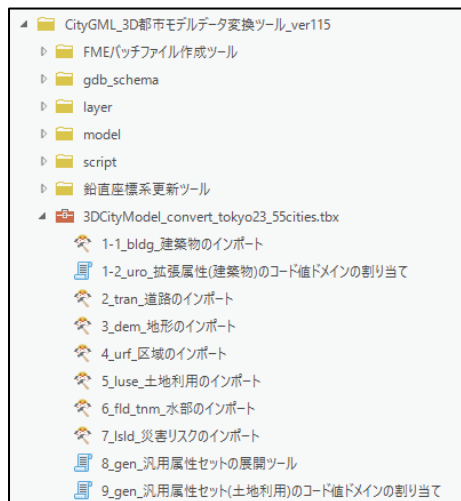 CityGML_3D都市モデルデータ変換ツール_ver115
FMEバッチファイル作成ツール
gdb_schema
layer
model
script
鉛直座標系更新ツール
3DCityModel_convert_tokyo23_55cities.tbx
1-1_bldg_建築物のインポート
1-2_uro_拡張属性(建築物)のコード値ドメインの割り当て
2_tran_道路のインポート
3_dem_地形のインポート
4_urf_区域のインポート
5_luse_土地利用のインポート
6_fld_tnm_水部のインポート
7_lsld_災害リスクのインポート
8_gen_汎用属性セットの展開ツール
9_gen_汎用属性セット(土地利用)のコード値ドメインの割り当て